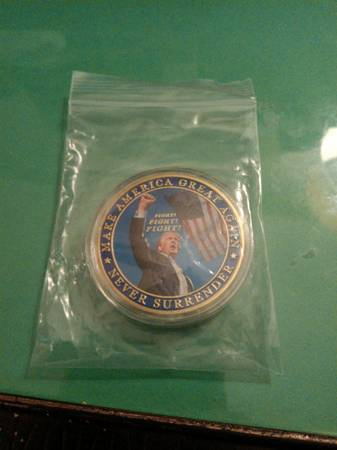 ★ MAKE AMERICA GREAT AGAIN ★
FIGHT!
FIGHT!
FIGHT!
NEVER SURRENDER